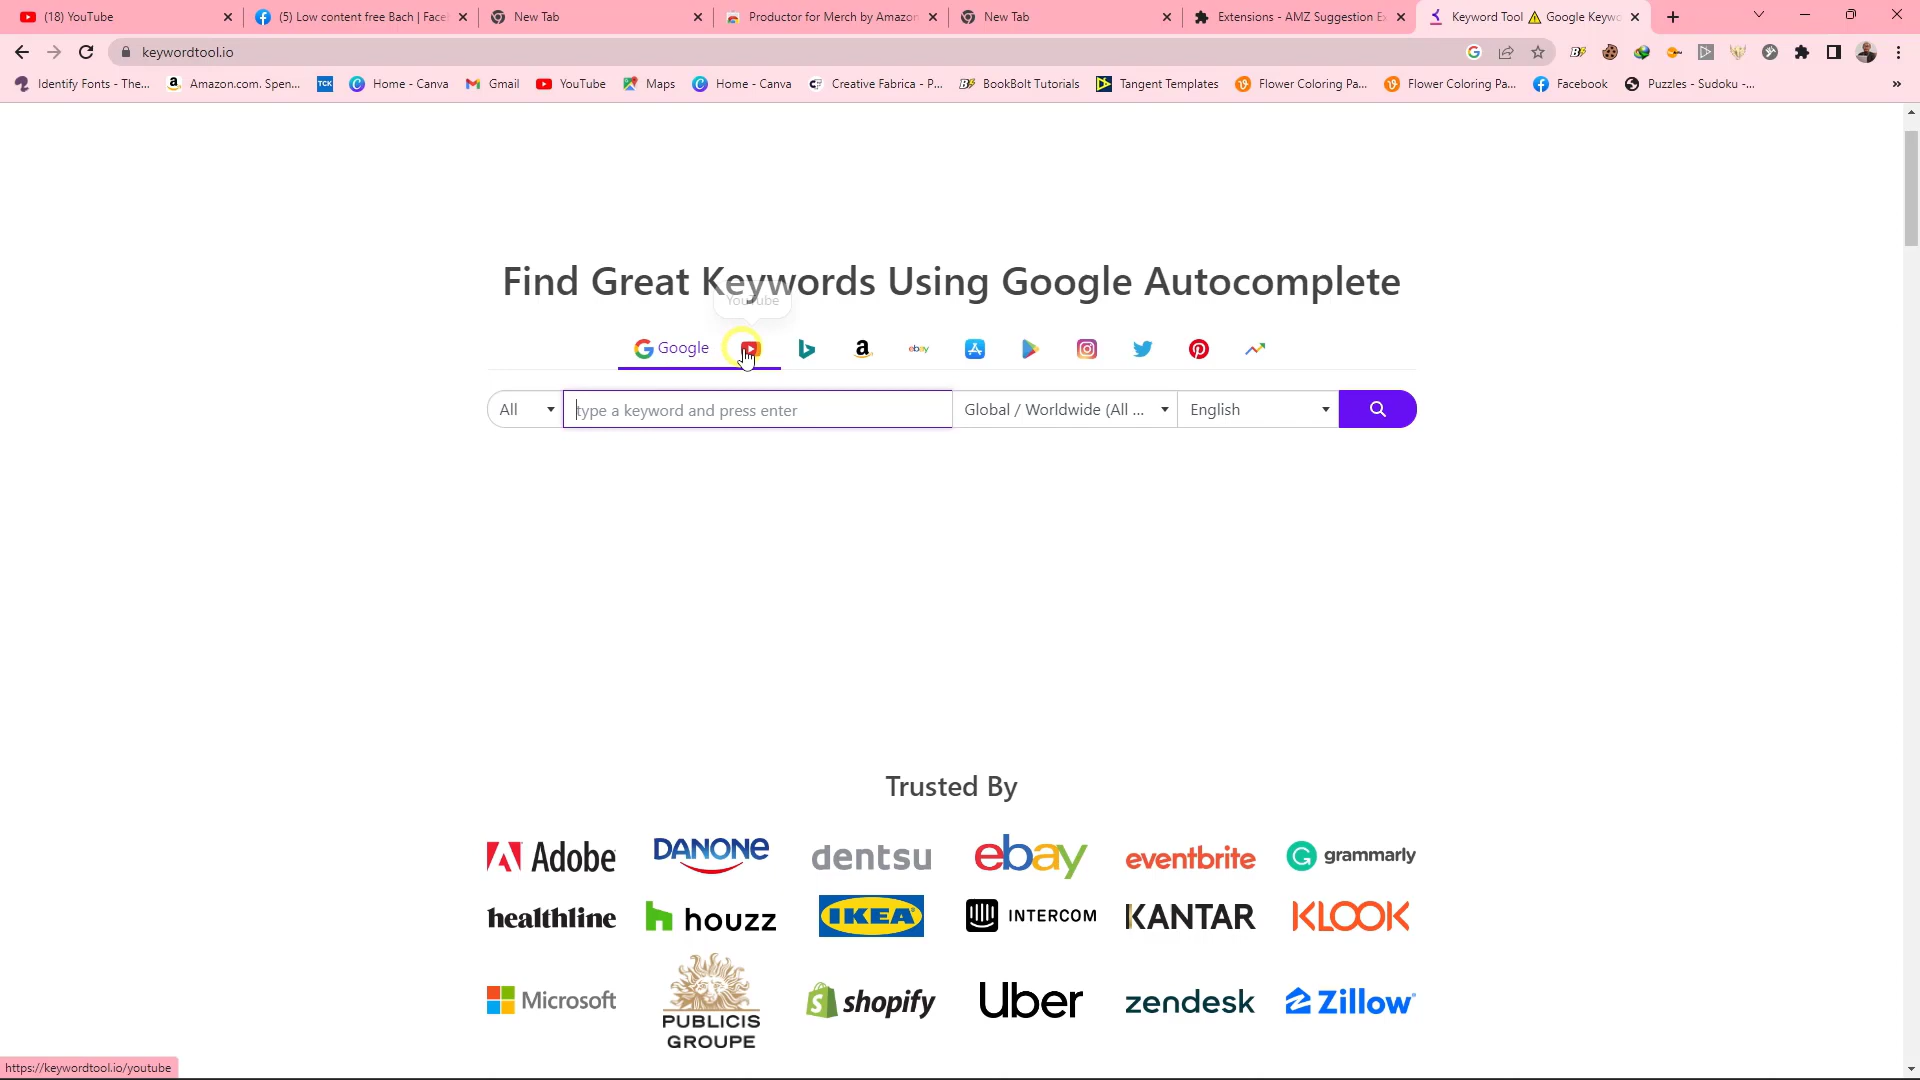 (18) YouTube
(5) Low content free Bach | Face
New Tab
Productor for Merch by Amazon
New Tab
Extensions - AMZ Suggestion E
Keyword Tool ⚠ Google Keywo
keywordtool.io
Identify Fonts - The...
Amazon.com. Spen...
TCK
Home - Canva
Gmail
YouTube
Maps
Home - Canva
Creative Fabrica - P...
BookBolt Tutorials
Tangent Templates
Flower Coloring Pa...
Flower Coloring Pa...
Facebook
Puzzles - Sudoku -...
»
Find Great Keywords Using Google Autocomplete
YouTube
Google
ebay
All
type a keyword and press enter
Global / Worldwide (All ...
English
Trusted By
Adobe
DANONE
dentsu
ebay
eventbrite
grammarly
healthline
houzz
IKEA
INTERCOM
KANTAR
KLOOK
Microsoft
PUBLICIS
GROUPE
shopify
Uber
zendesk
Zillow
https://keywordtool.io/youtube